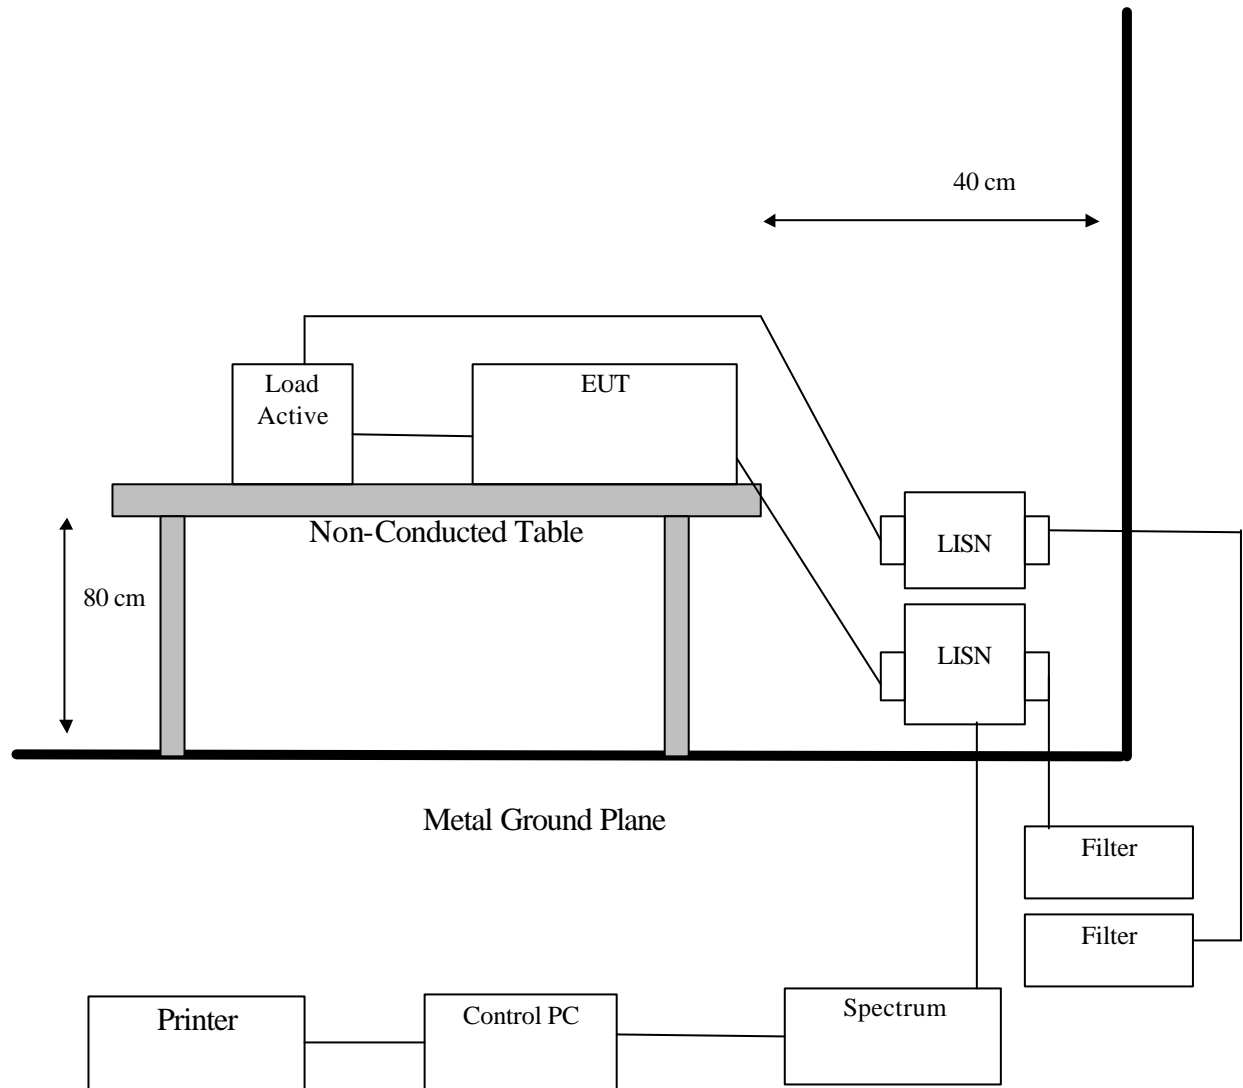 40 cm
Load
Active
EUT
Non-Conducted Table
LISN
80 cm
LISN
Metal Ground Plane
Filter
Filter
Printer
Control PC
Spectrum